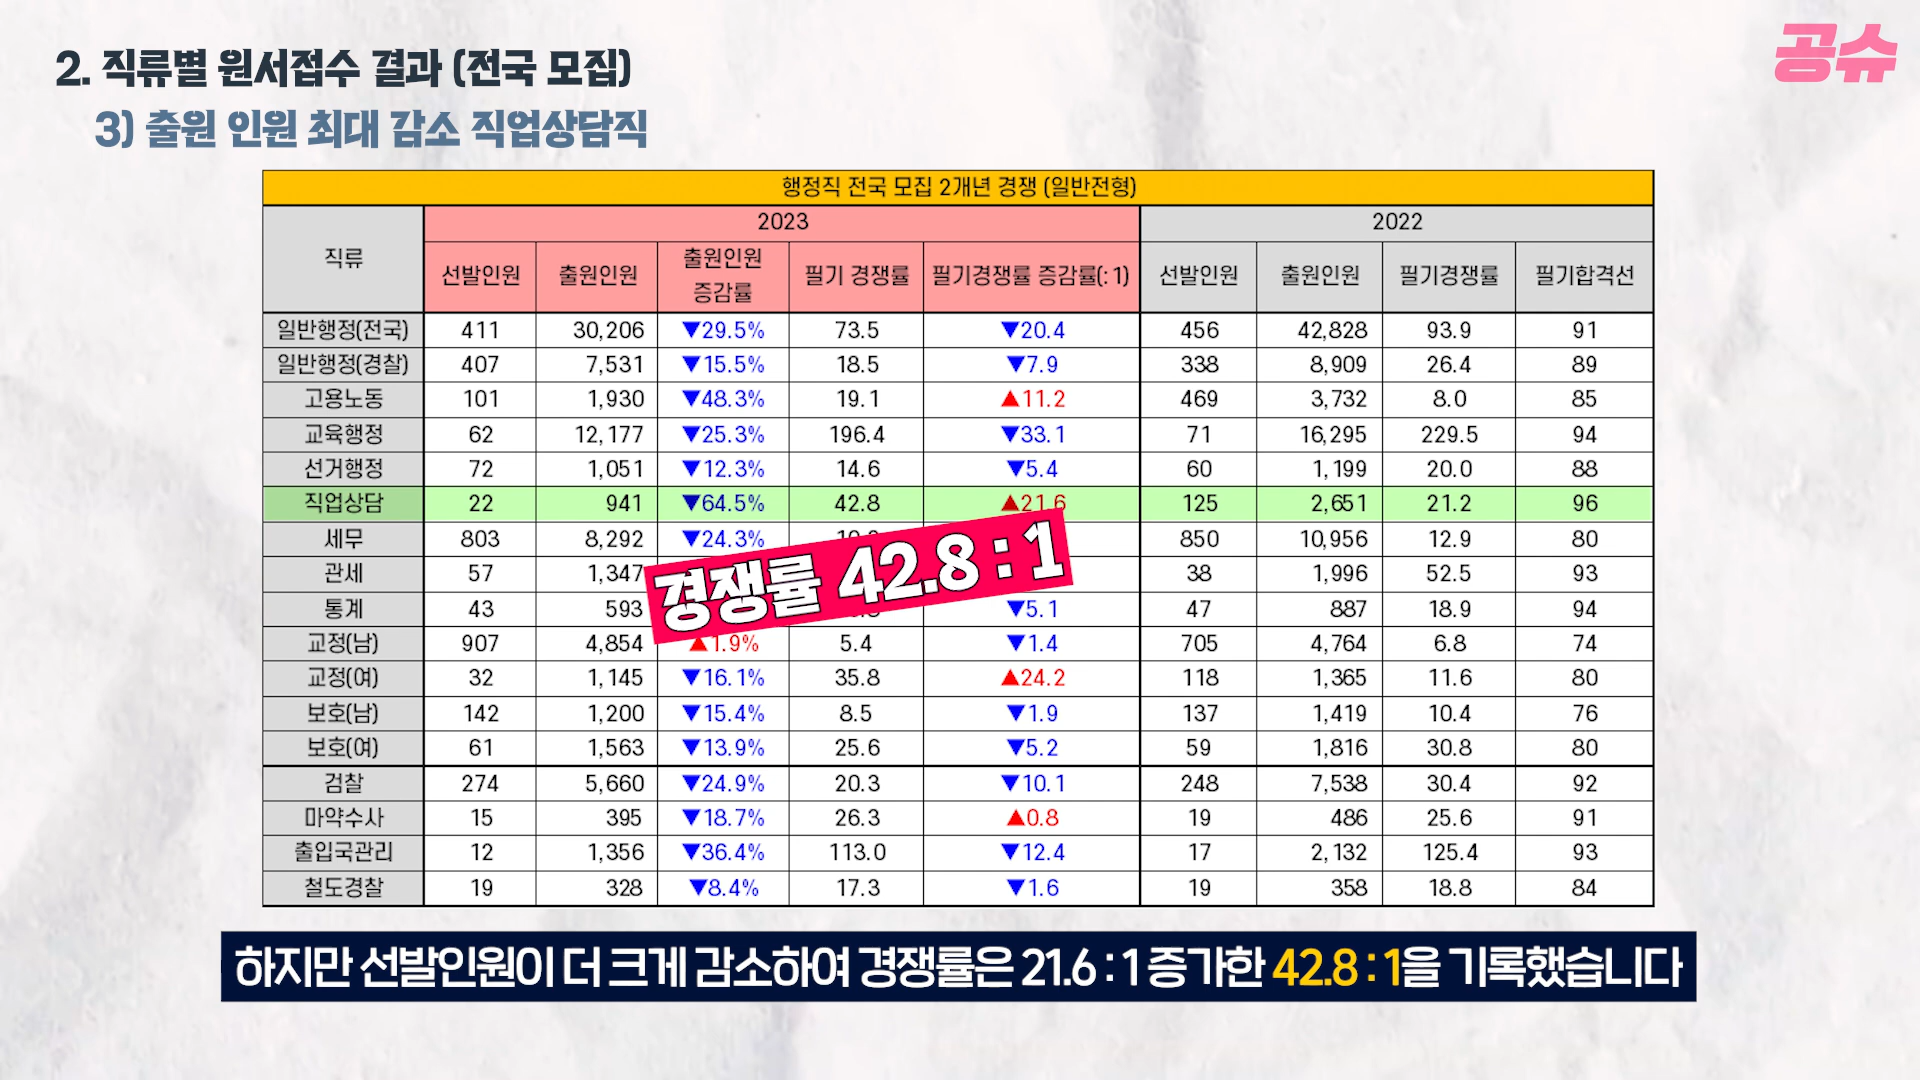 2. 직류별 원서접수 결과 (전국 모집)
공슈
3) 출원 인원 최대 감소 직업상담직
행정직 전국 모집 2개년 경쟁 (일반전형)
직류 2023 2022
선발인원 출원인원 출원인원 증감률 필기 경쟁률 필기경쟁률 증감률(: 1) 선발인원 출원인원 필기경쟁률 필기합격선
일반행정(전국) 411 30,206 ▼29.5% 73.5 ▼20.4 456 42,828 93.9 91
일반행정(경찰) 407 7,531 ▼15.5% 18.5 ▼7.9 338 8,909 26.4 89
고용노동 101 1,930 ▼48.3% 19.1 ▲11.2 469 3,732 8.0 85
교육행정 62 12,177 ▼25.3% 196.4 ▼33.1 71 16,295 229.5 94
선거행정 72 1,051 ▼12.3% 14.6 ▼5.4 60 1,199 20.0 88
직업상담 22 941 ▼64.5% 42.8 ▲21.6 125 2,651 21.2 96
세무 803 8,292 ▼24.3% 850 10,956 12.9 80
관세 57 1,347 38 1,996 52.5 93
경쟁률 42.8 : 1
통계 43 593 ▼5.1 47 887 18.9 94
교정(남) 907 4,854 ▲1.9% 5.4 ▼1.4 705 4,764 6.8 74
교정(여) 32 1,145 ▼16.1% 35.8 ▲24.2 118 1,365 11.6 80
보호(남) 142 1,200 ▼15.4% 8.5 ▼1.9 137 1,419 10.4 76
보호(여) 61 1,563 ▼13.9% 25.6 ▼5.2 59 1,816 30.8 80
검찰 274 5,660 ▼24.9% 20.3 ▼10.1 248 7,538 30.4 92
마약수사 15 395 ▼18.7% 26.3 ▲0.8 19 486 25.6 91
출입국관리 12 1,356 ▼36.4% 113.0 ▼12.4 17 2,132 125.4 93
철도경찰 19 328 ▼8.4% 17.3 ▼1.6 19 358 18.8 84
하지만 선발인원이 더 크게 감소하여 경쟁률은 21.6 : 1 증가한 42.8 : 1을 기록했습니다